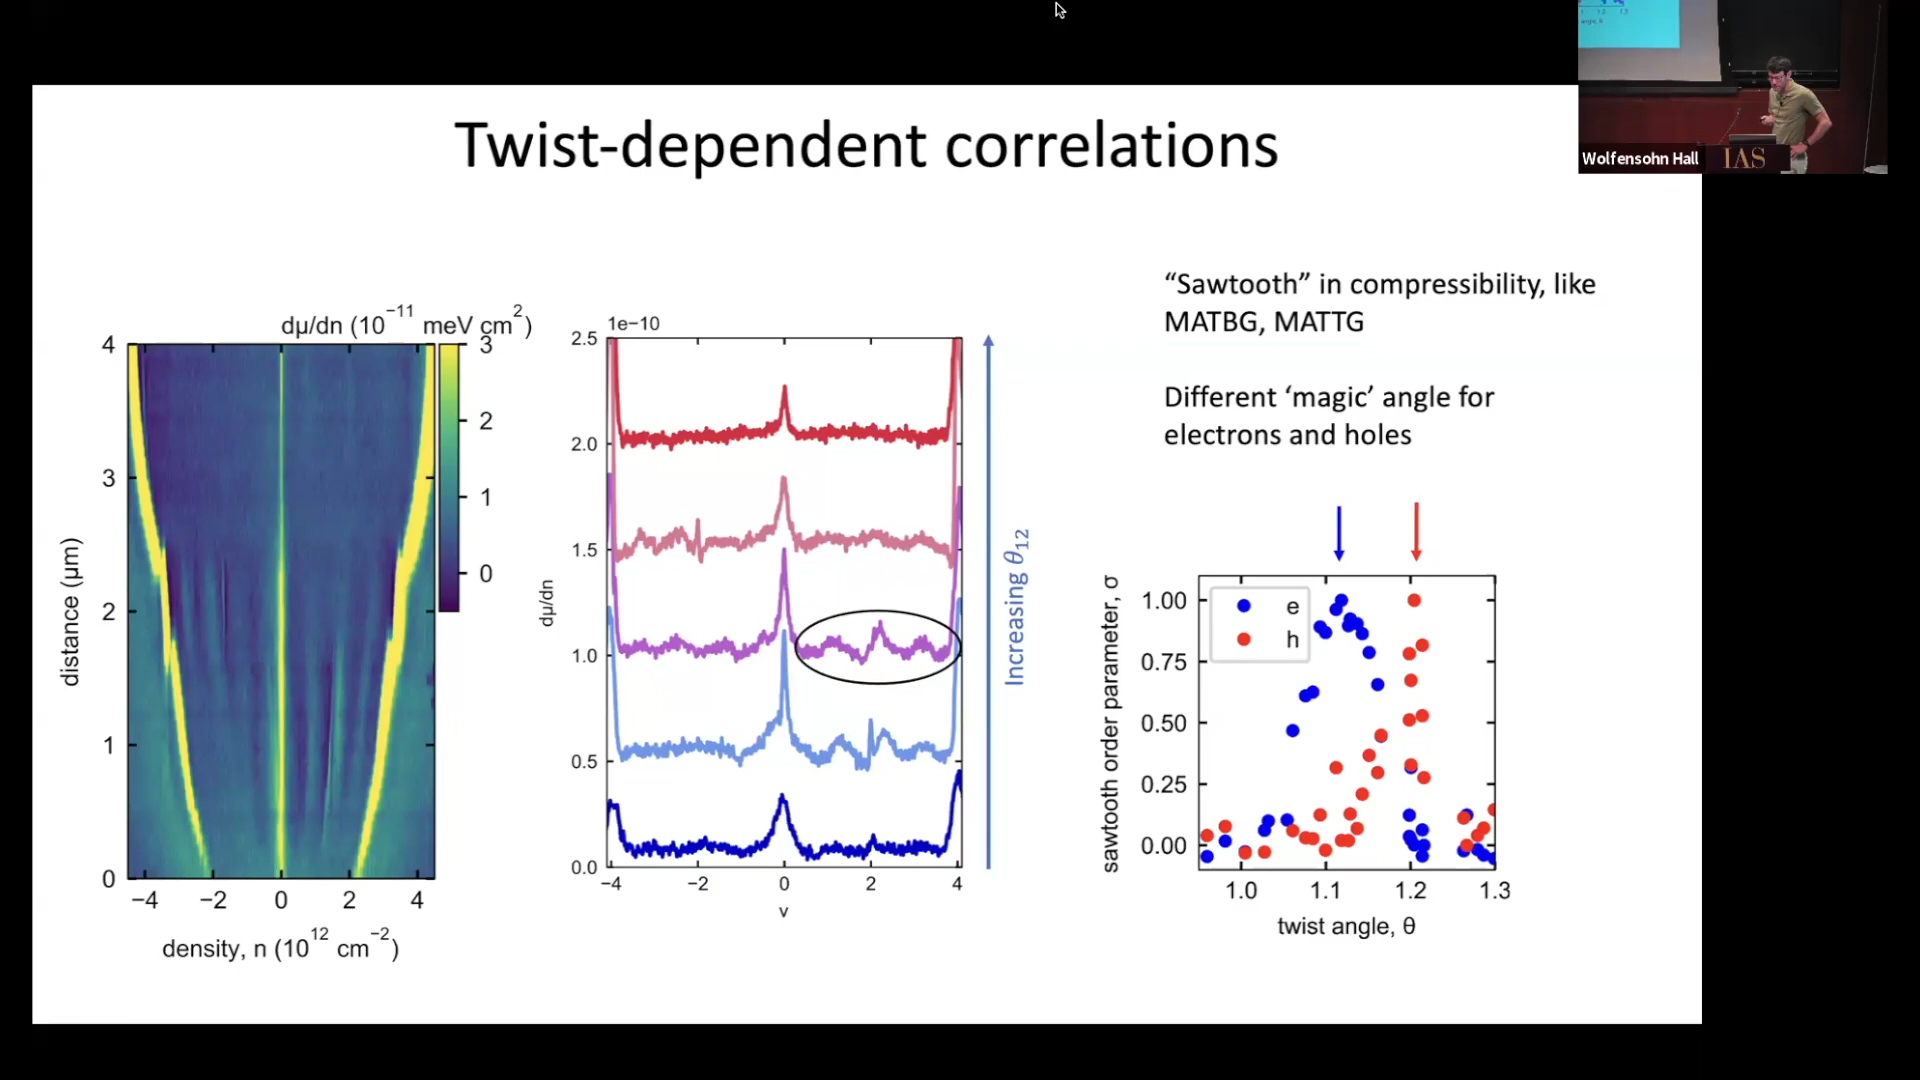 Twist-dependent correlations
Wolfensohn Hall
IAS
dμ/dn (10⁻¹¹ meV cm²)
4
3
2
1
0
3
2
1
0
distance (μm)
−4
−2
0
2
4
density, n (10¹² cm⁻²)
1e−10
2.5
2.0
1.5
1.0
0.5
0.0
dμ/dn
−4
−2
0
2
4
ν
Increasing θ₁₂
“Sawtooth” in compressibility, like
MATBG, MATTG
Different ‘magic’ angle for
electrons and holes
sawtooth order parameter, σ
1.00
0.75
0.50
0.25
0.00
e
h
1.0
1.1
1.2
1.3
twist angle, θ